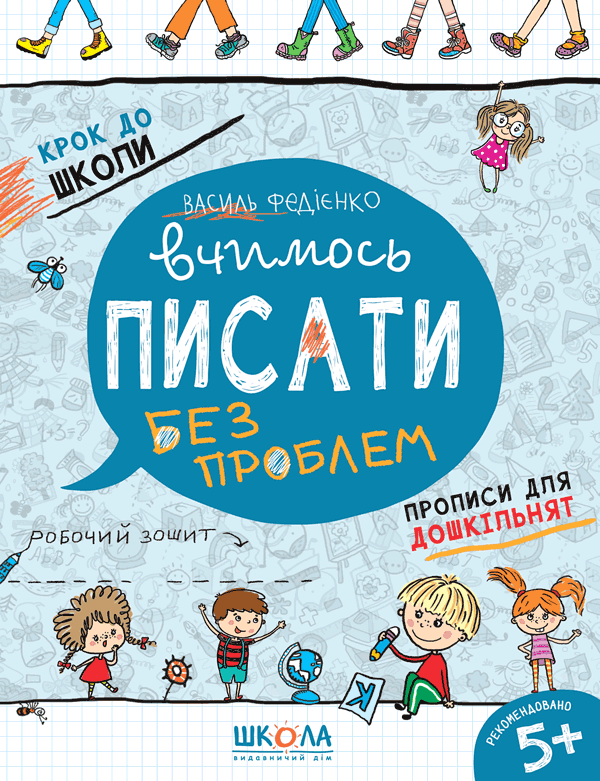 КРОК ДО
ШКОЛИ
ВАСИЛЬ ФЕДІЄНКО
Вчимось
ПИСАТИ
БЕЗ
ПРОБЛЕМ
ПРОПИСИ ДЛЯ
ДОШКІЛЬНЯТ
РОБОЧИЙ ЗОШИТ
К
ШКОЛА
видавничий дім
РЕКОМЕНДОВАНО
5+